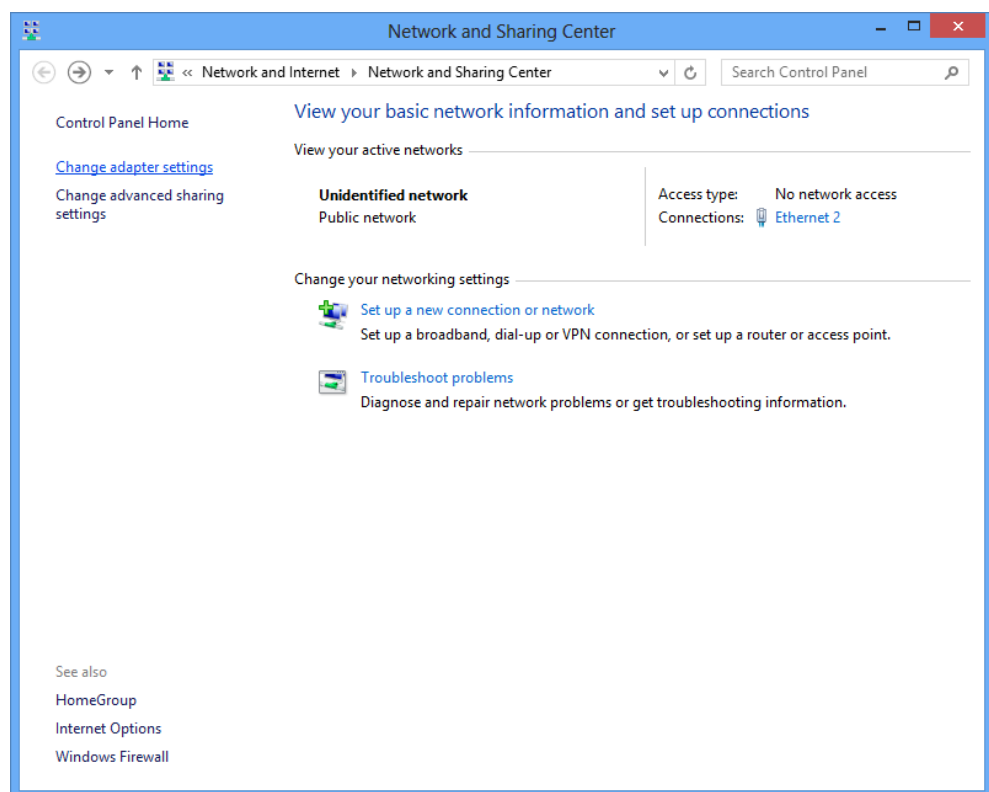 Network and Sharing Center
« Network and Internet Network and Sharing Center
Search Control Panel
Control Panel Home
Change adapter settings
Change advanced sharing
settings
View your basic network information and set up connections
View your active networks
Unidentified network
Public network
Access type: No network access
Connections: Ethernet 2
Change your networking settings
Set up a new connection or network
Set up a broadband, dial-up or VPN connection, or set up a router or access point.
Troubleshoot problems
Diagnose and repair network problems or get troubleshooting information.
See also
HomeGroup
Internet Options
Windows Firewall